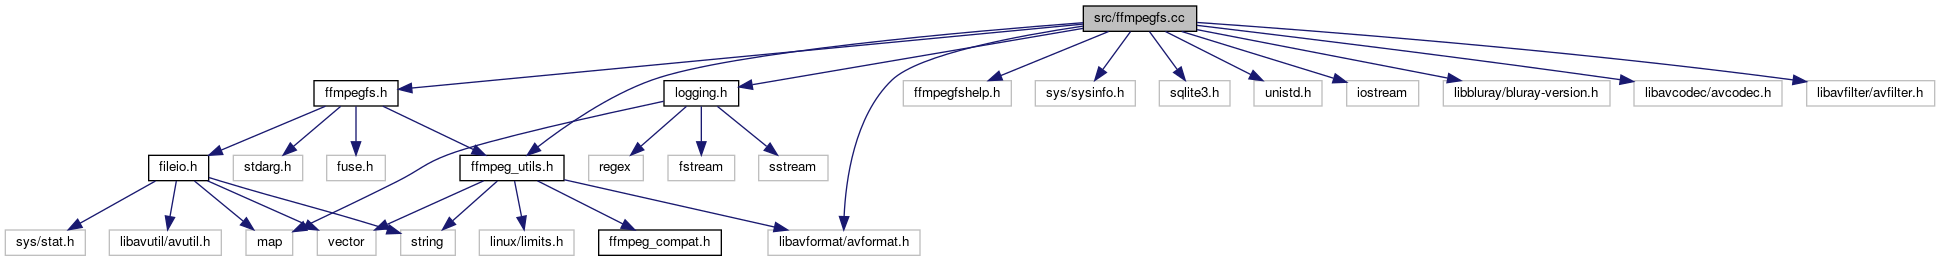 src/ffmpegfs.cc
ffmpegfs.h
logging.h
ffmpegfshelp.h
sys/sysinfo.h
sqlite3.h
unistd.h
iostream
libbluray/bluray-version.h
libavcodec/avcodec.h
libavfilter/avfilter.h
fileio.h
stdarg.h
fuse.h
ffmpeg_utils.h
regex
fstream
sstream
sys/stat.h
libavutil/avutil.h
map
vector
string
linux/limits.h
ffmpeg_compat.h
libavformat/avformat.h